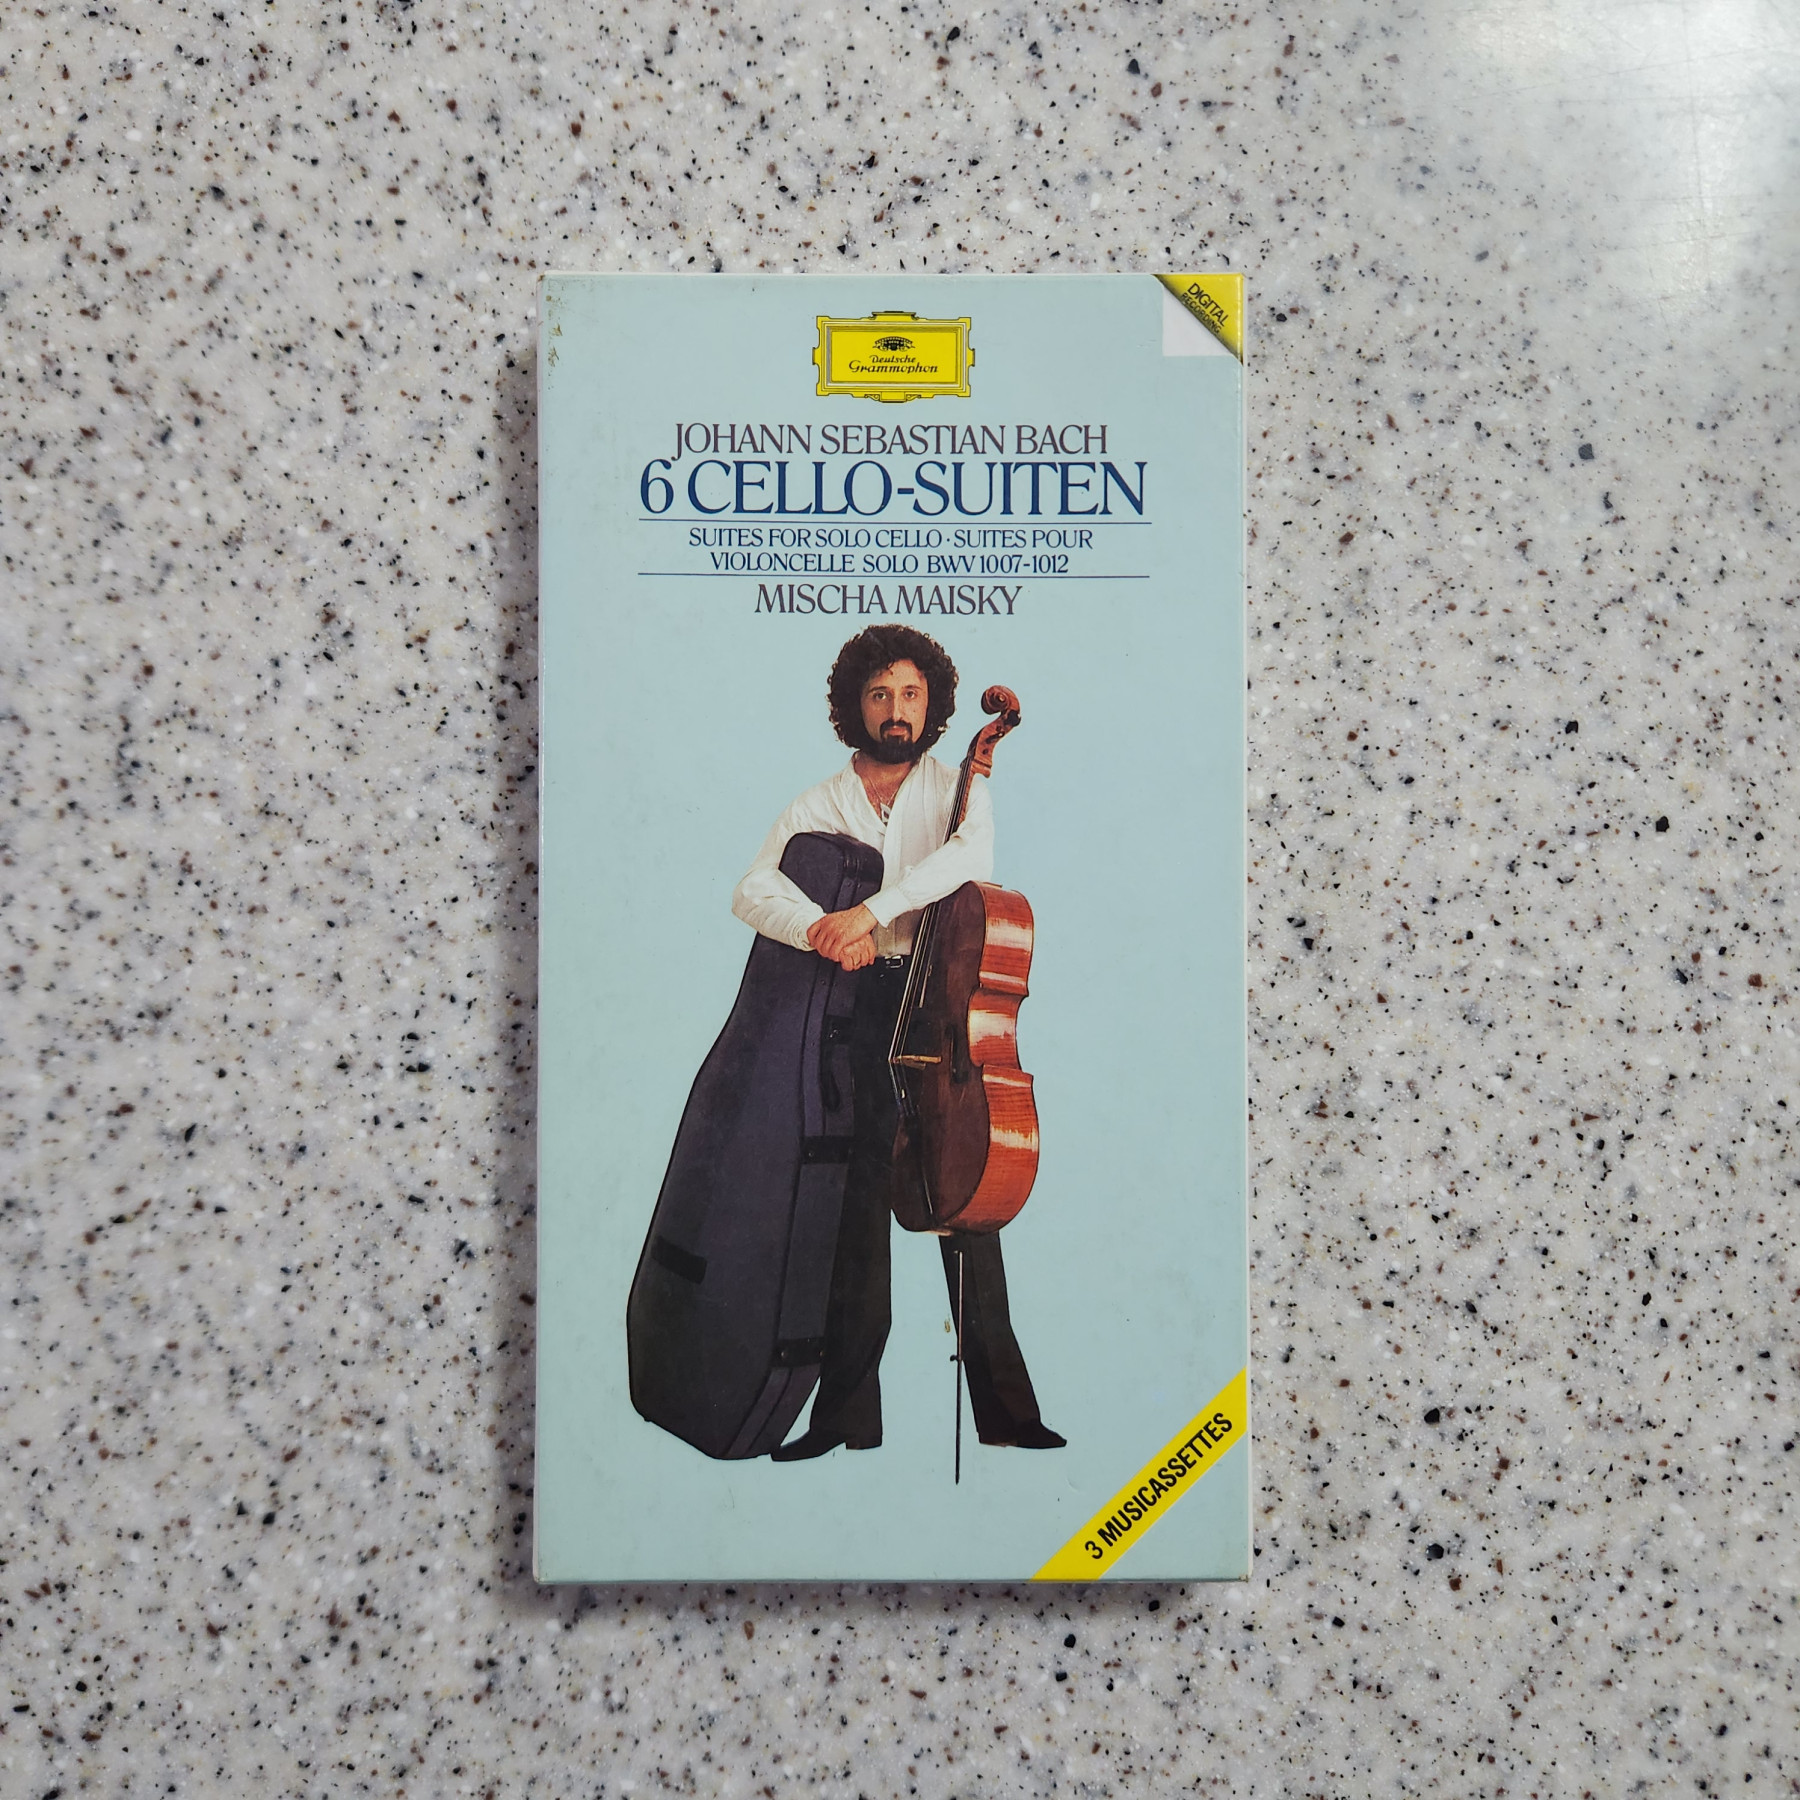 DIGITAL
RECORDING
Deutsche
Grammophon
JOHANN SEBASTIAN BACH
6 CELLO-SUITEN
SUITES FOR SOLO CELLO · SUITES POUR
VIOLONCELLE SOLO BWV 1007-1012
MISCHA MAISKY
3 MUSICASSETTES